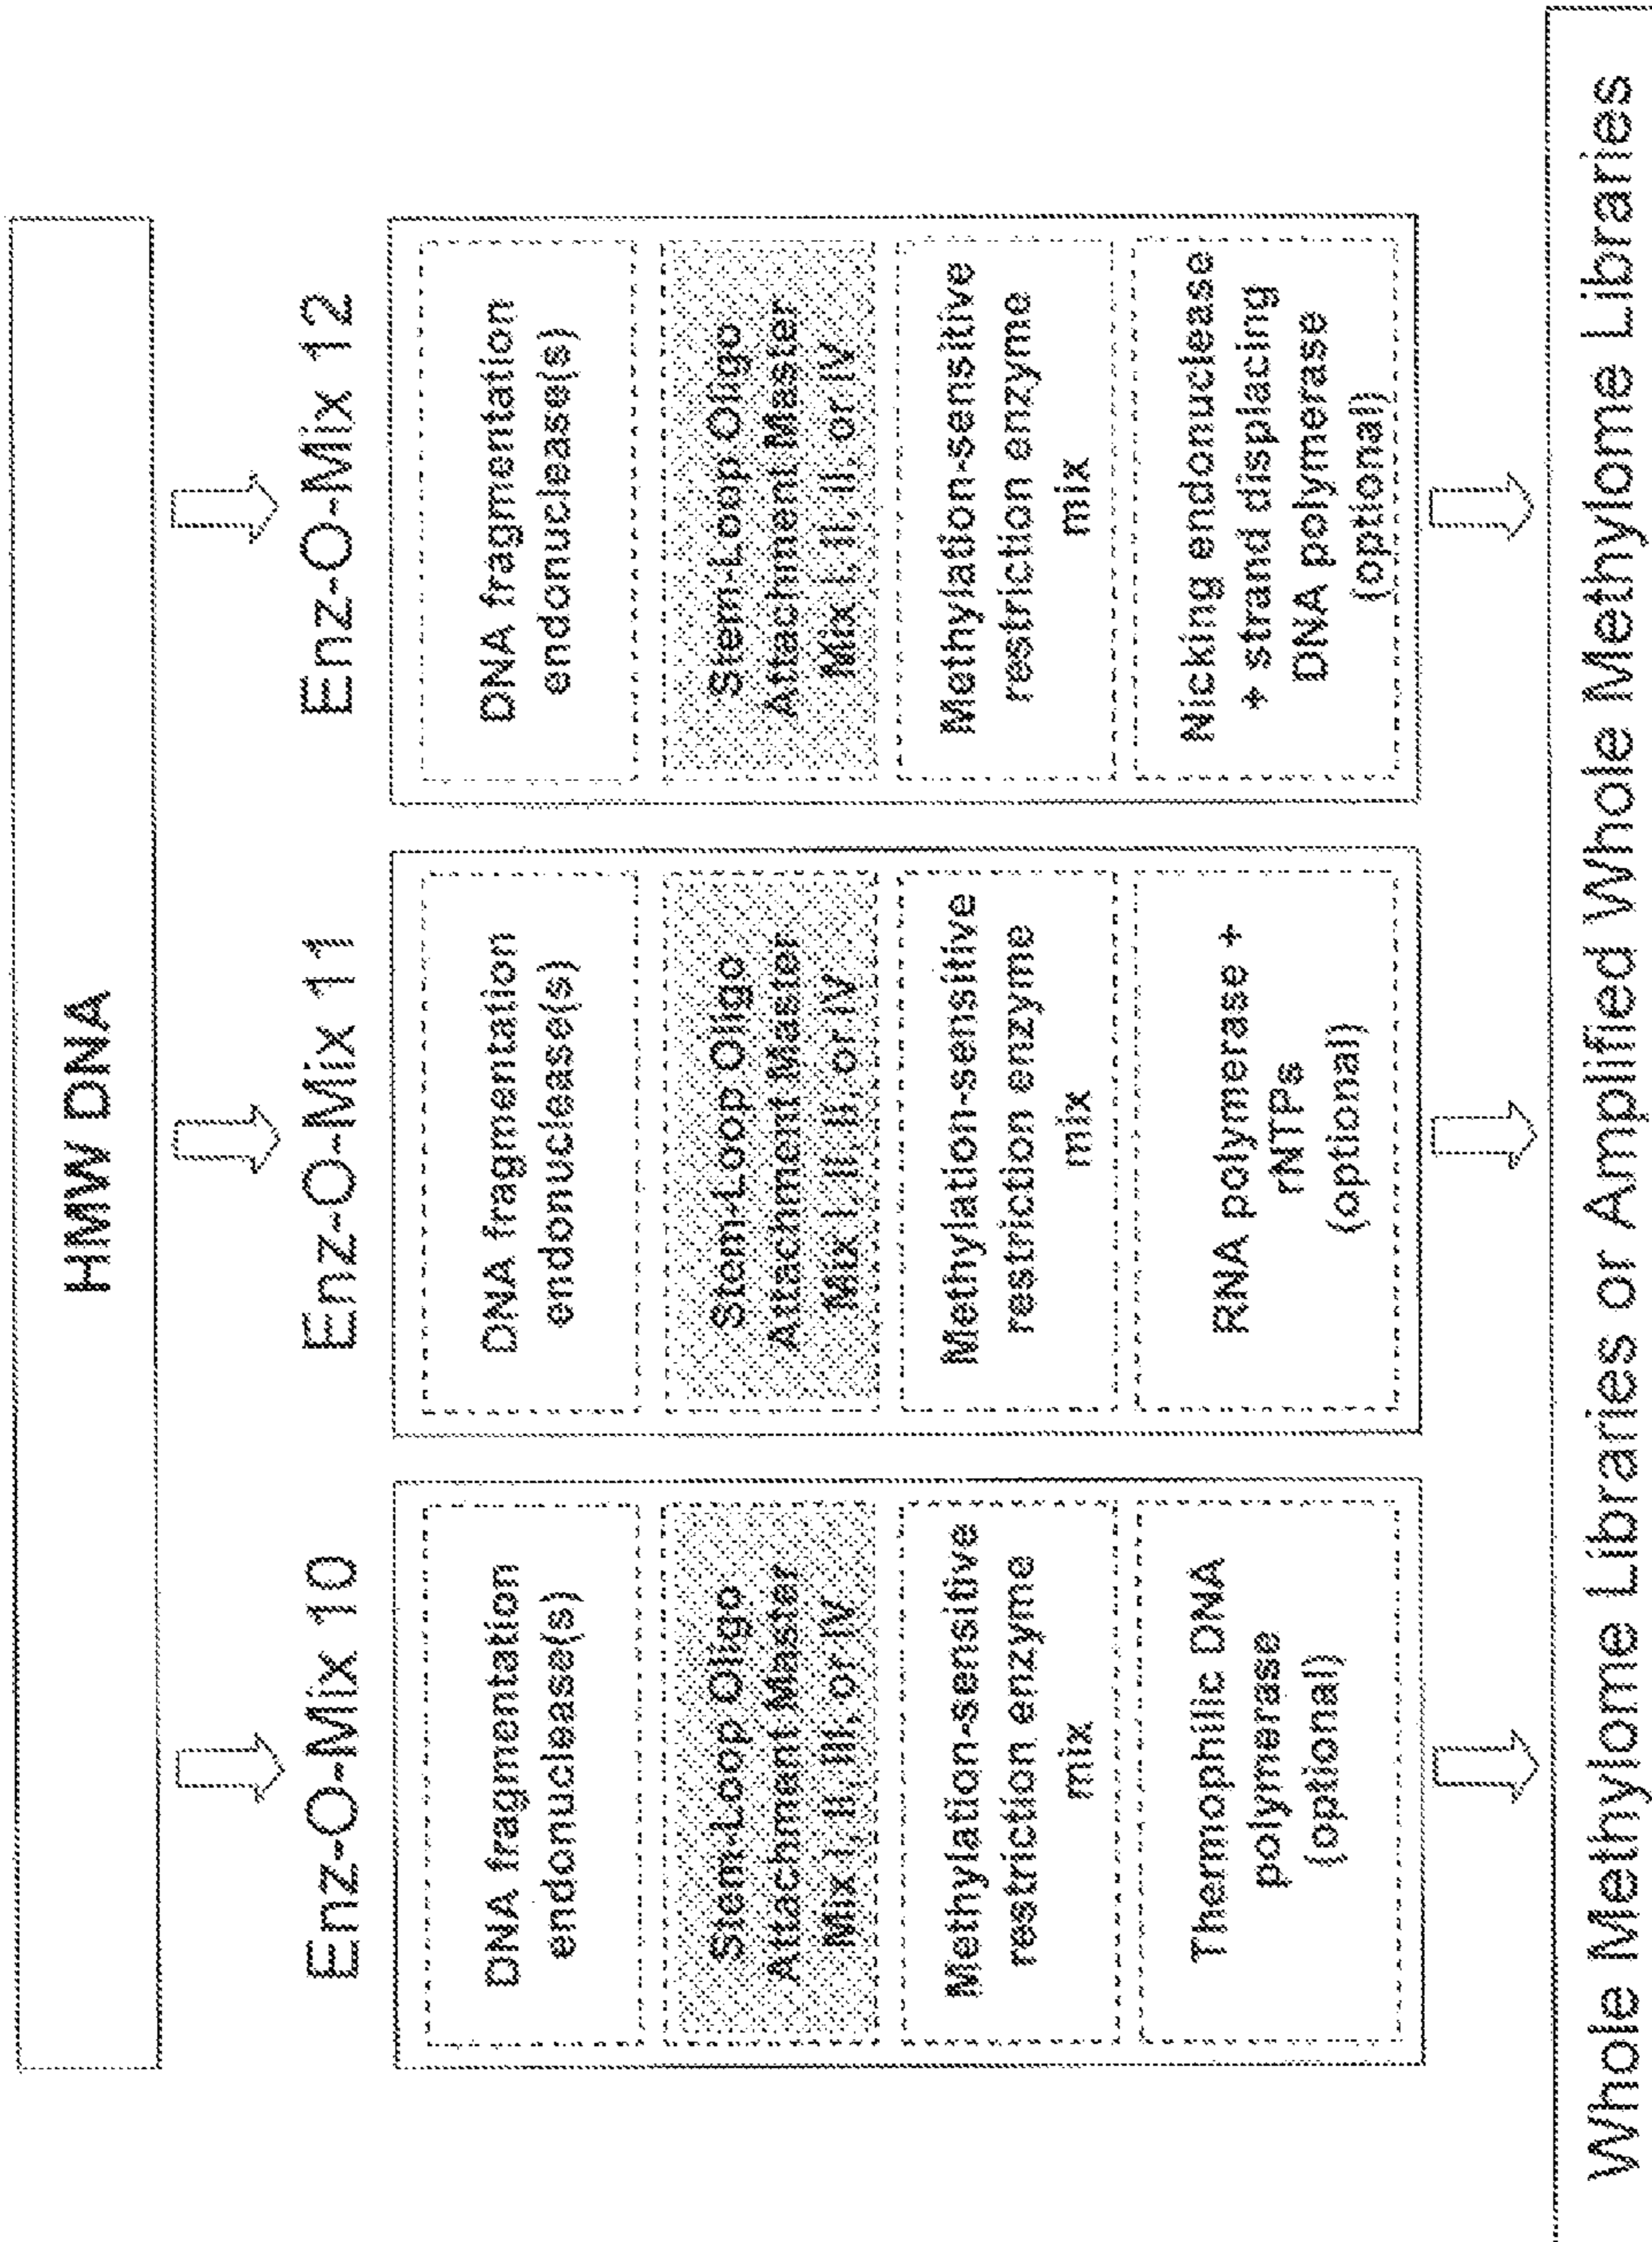 HMW DNA
Enz-O-Mix 10
DNA fragmentation
endonuclease(s)
Stem-Loop Oligo
Attachment Master
Mix I, II, III, or IV
Methylation-sensitive
restriction enzyme
mix
Thermophilic DNA
polymerase
(optional)
Enz-O-Mix 11
DNA fragmentation
endonuclease(s)
Stem-Loop Oligo
Attachment Master
Mix I, II, III, or IV
Methylation-sensitive
restriction enzyme
mix
RNA polymerase +
rNTPs
(optional)
Enz-O-Mix 12
DNA fragmentation
endonuclease(s)
Stem-Loop Oligo
Attachment Master
Mix I, II, II, or IV
Methylation-sensitive
restriction enzyme
mix
Nicking endonuclease
+ strand displacing
DNA polymerase
(optional)
Whole Methylome Libraries or Amplified Whole Methylome Libraries